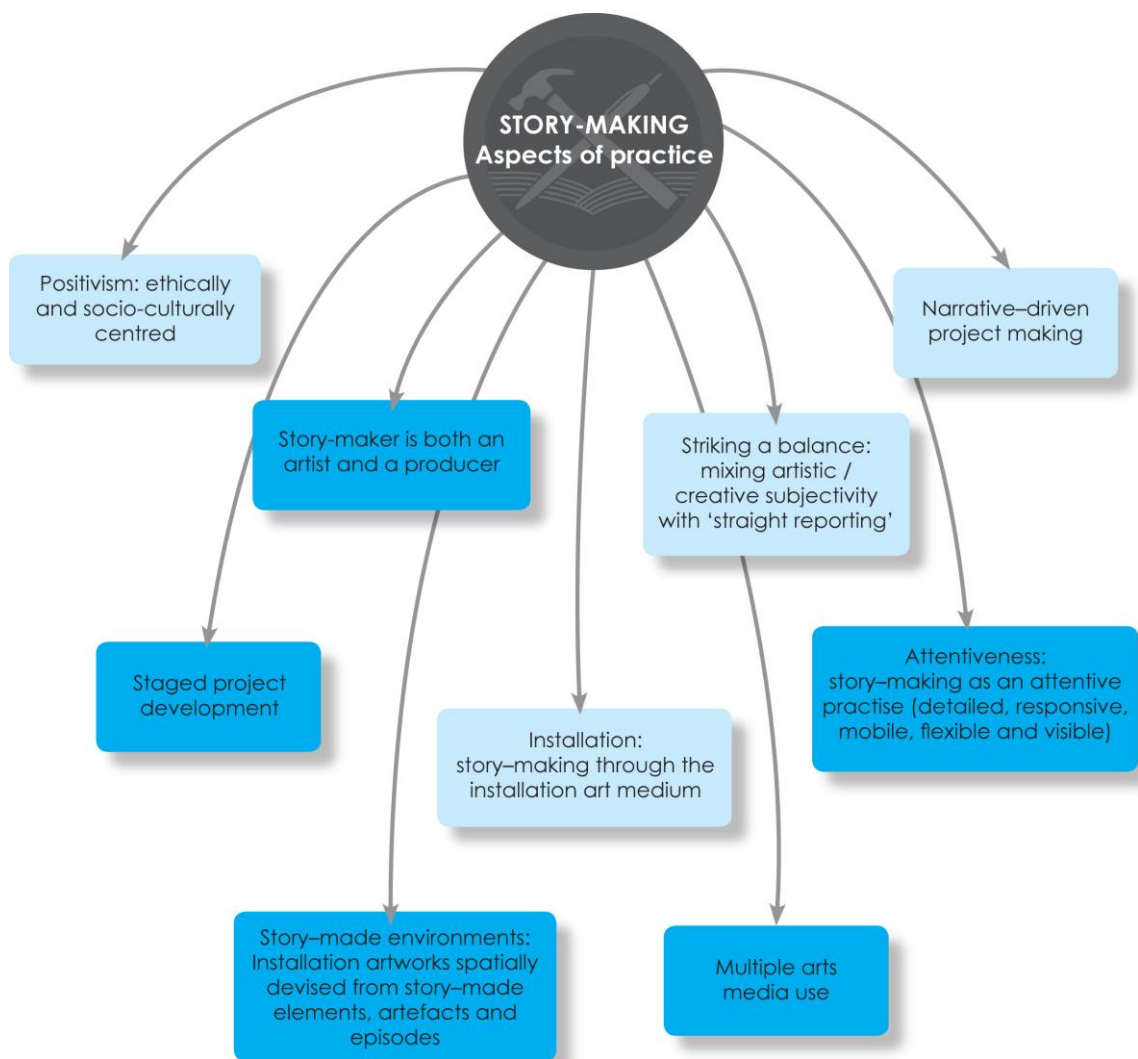 STORY-MAKING
Aspects of practice
Positivism: ethically
and socio-culturally
centred
Narrative–driven
project making
Story-maker is both an
artist and a producer
Striking a balance:
mixing artistic /
creative subjectivity
with ‘straight reporting’
Staged project
development
Attentiveness:
story–making as an attentive
practise (detailed, responsive,
mobile, flexible and visible)
Installation:
story–making through the
installation art medium
Story–made environments:
Installation artworks spatially
devised from story–made
elements, artefacts and
episodes
Multiple arts
media use